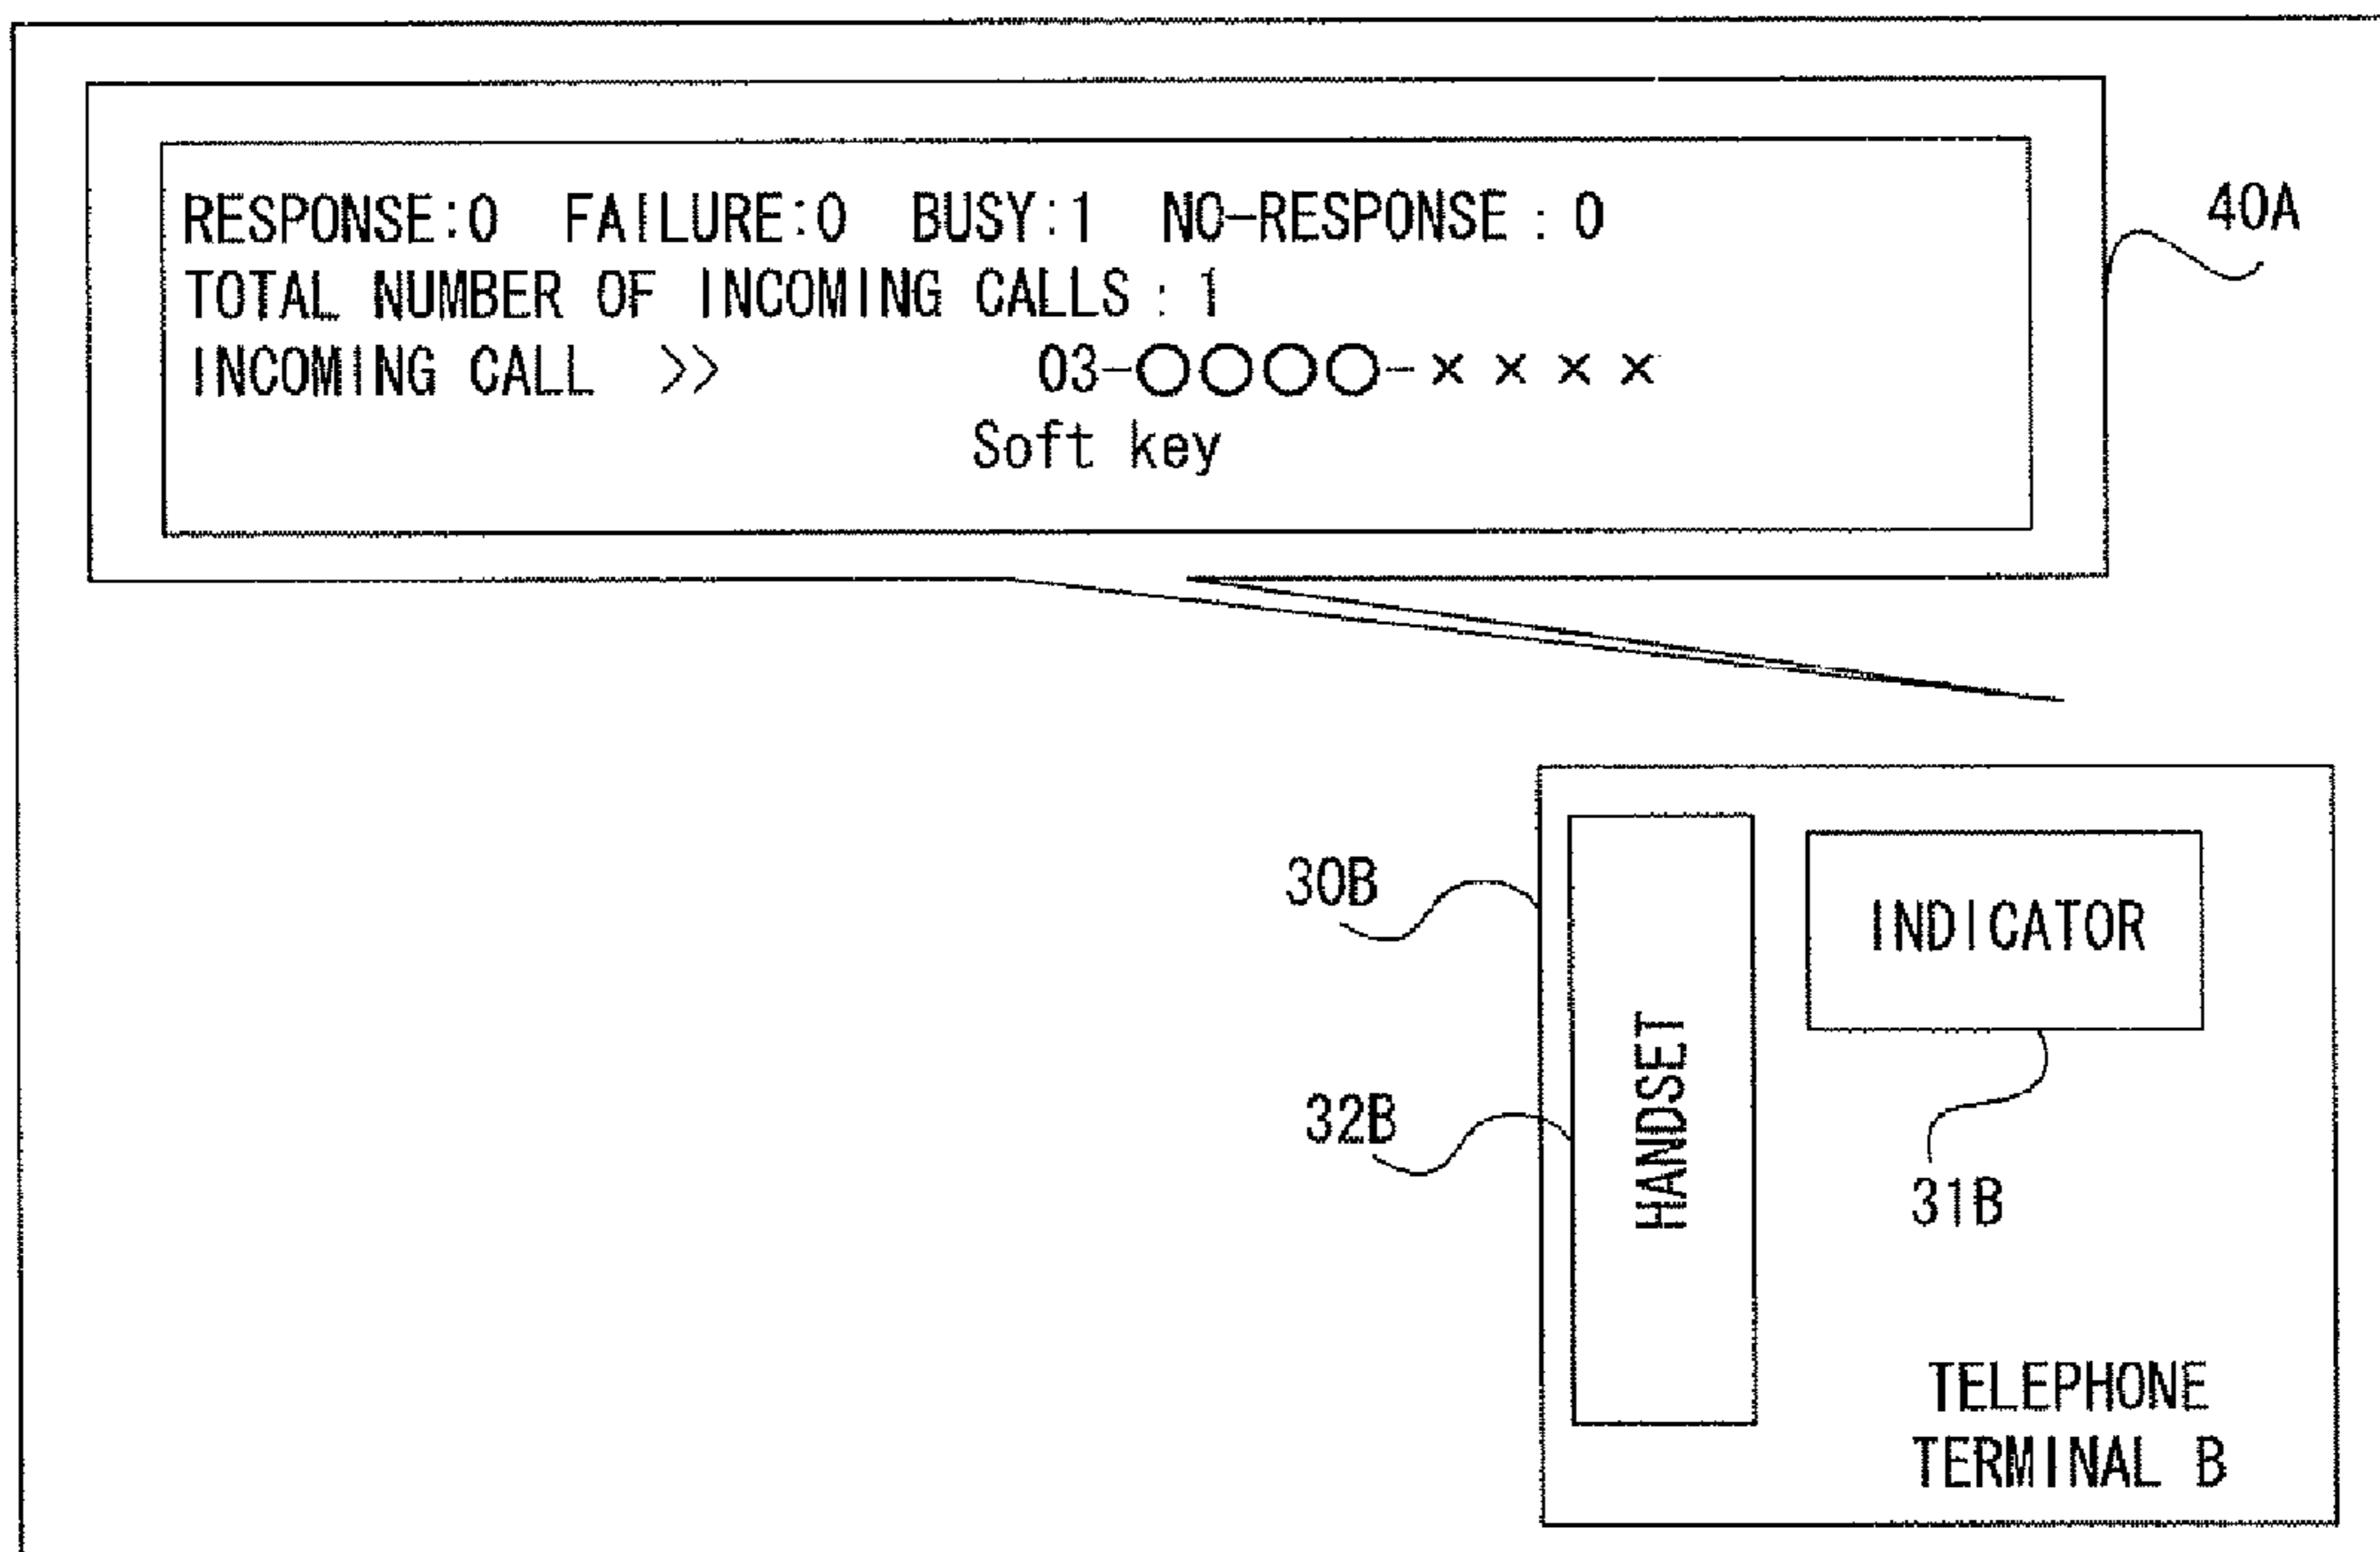 RESPONSE:0 FAILURE:0 BUSY:1 NO-RESPONSE:0
TOTAL NUMBER OF INCOMING CALLS:1
INCOMING CALL >> 03-○○○○-××××
Soft key
40A
30B
INDICATOR
HANDSET
32B
31B
TELEPHONE
TERMINAL B